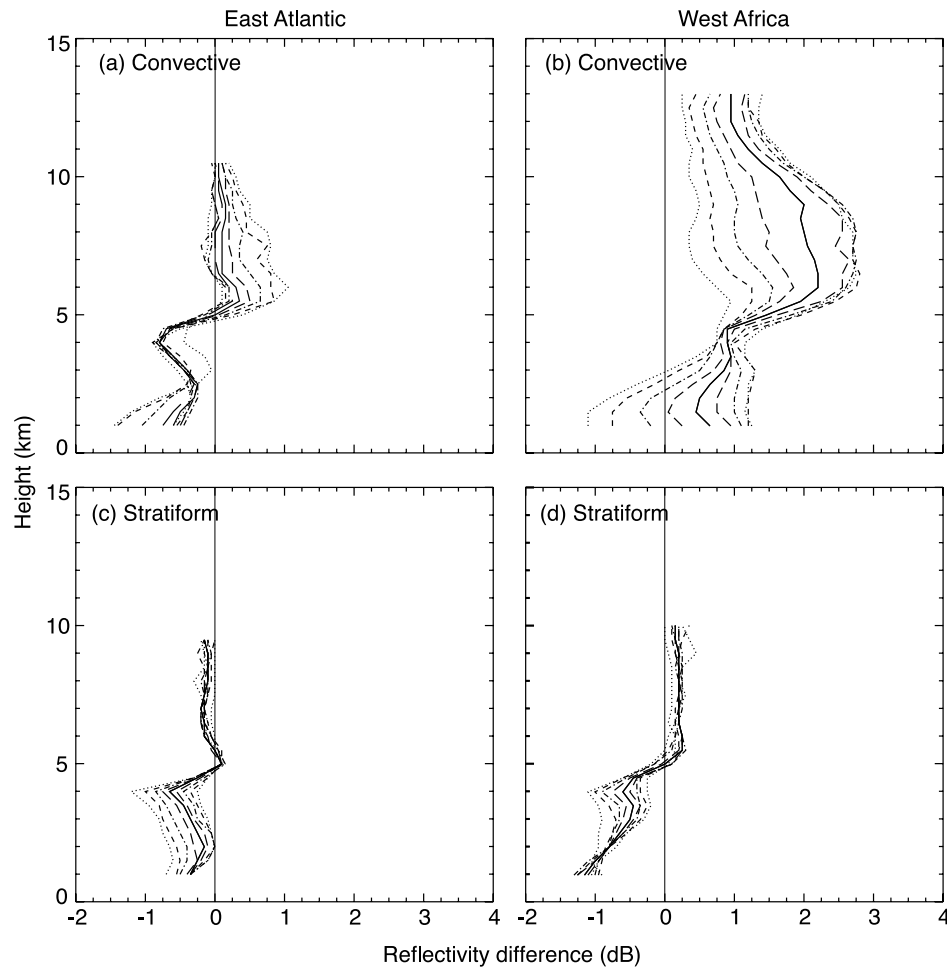 East Atlantic West Africa
15
(a) Convective (b) Convective
10
5
0
Height (km)
15
(c) Stratiform (d) Stratiform
10
5
0
-2 -1 0 1 2 3 4 -2 -1 0 1 2 3 4
Reflectivity difference (dB)